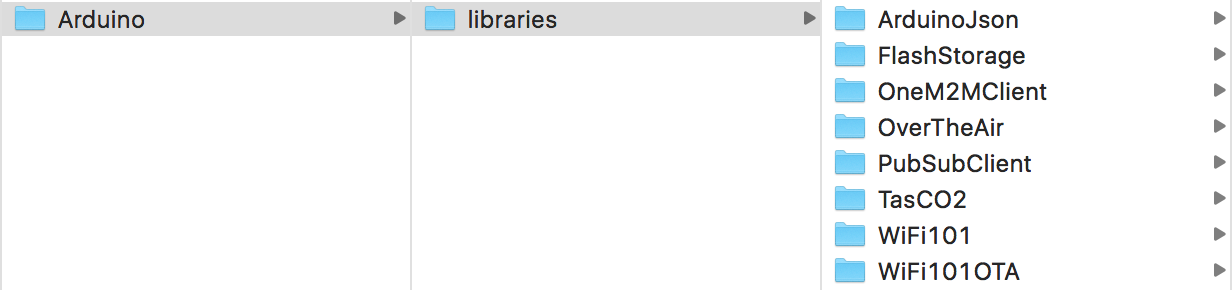 Arduino
libraries
ArduinoJson
FlashStorage
OneM2MClient
OverTheAir
PubSubClient
TasCO2
WiFi101
WiFi101OTA